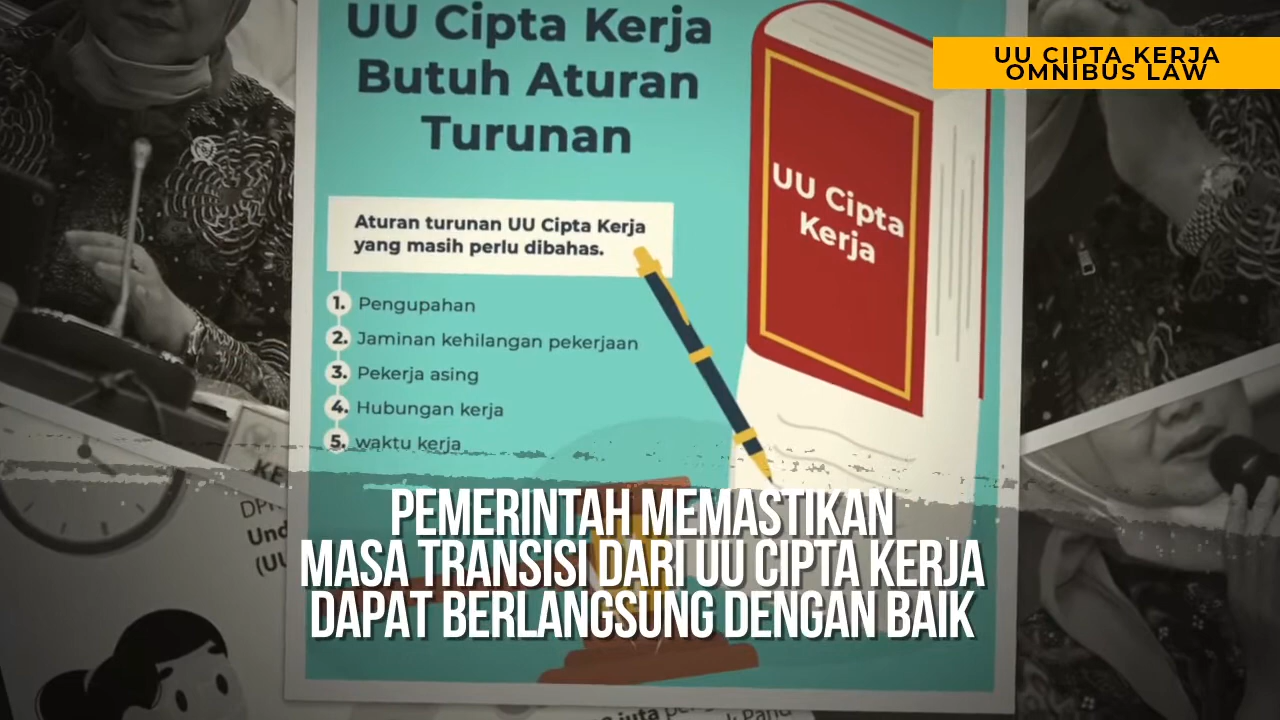 UU CIPTA KERJA
OMNIBUS LAW
UU Cipta Kerja
Butuh Aturan
Turunan
Aturan turunan UU Cipta Kerja
yang masih perlu dibahas.
1. Pengupahan
2. Jaminan kehilangan pekerjaan
3. Pekerja asing
4. Hubungan kerja
5. waktu kerja
UU Cipta
Kerja
PEMERINTAH MEMASTIKAN
MASA TRANSISI DARI UU CIPTA KERJA
DAPAT BERLANGSUNG DENGAN BAIK
juta